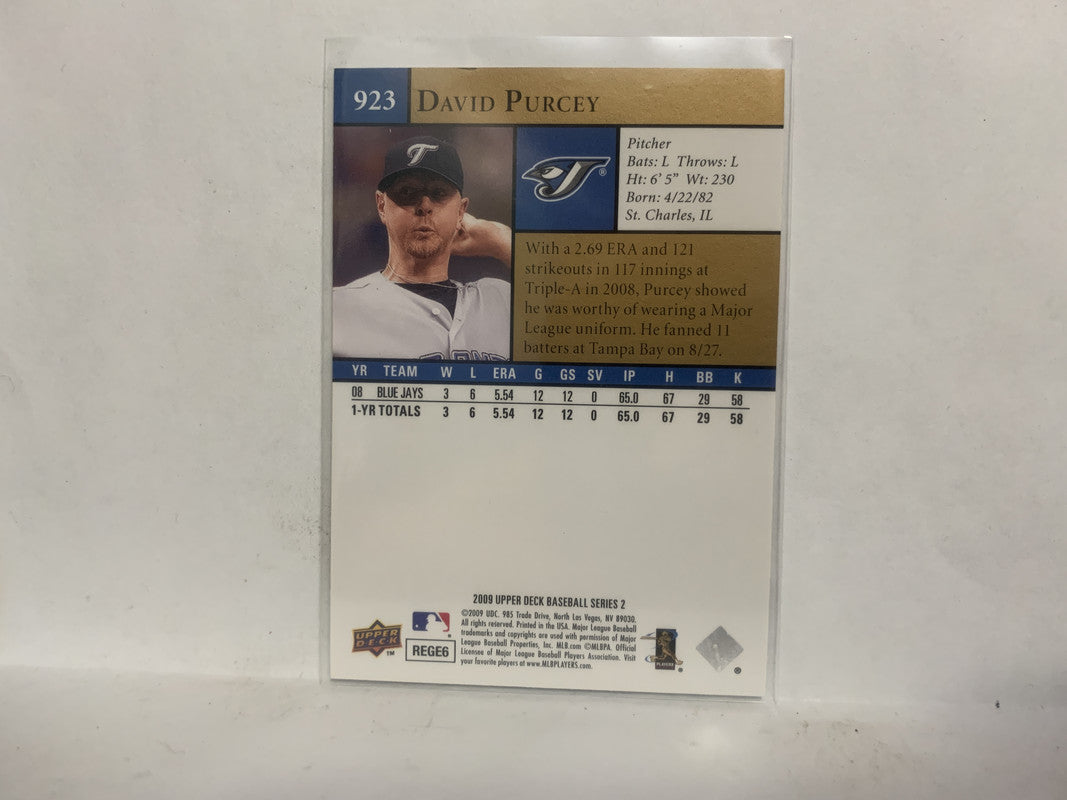 923 DAVID PURCEY
T
J ®
Pitcher
Bats: L Throws: L
Ht: 6' 5" Wt: 230
Born: 4/22/82
St. Charles, IL
With a 2.69 ERA and 121
strikeouts in 117 innings at
Triple-A in 2008, Purcey showed
he was worthy of wearing a Major
League uniform. He fanned 11
batters at Tampa Bay on 8/27.
YR TEAM W L ERA G GS SV IP H BB K
08 BLUE JAYS 3 6 5.54 12 12 0 65.0 67 29 58
1-YR TOTALS 3 6 5.54 12 12 0 65.0 67 29 58
2009 UPPER DECK BASEBALL SERIES 2
©2009 UDC. 985 Trade Drive, North Las Vegas, NV 89030.
All rights reserved. Printed in the USA. Major League Baseball
trademarks and copyrights are used with permission of Major
League Baseball Properties, Inc. MLB.com ©MLBPA. Official
Licensee of Major League Baseball Players Association. Visit
your favorite players at www.MLBPLAYERS.com.
UPPER DECK TM
REGE6
PLAYERS ®
®